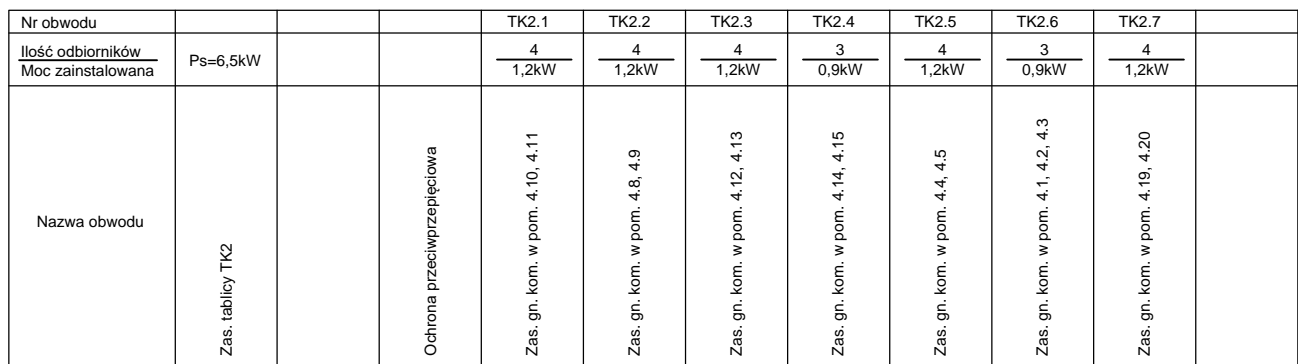 Nr obwodu TK2.1 TK2.2 TK2.3 TK2.4 TK2.5 TK2.6 TK2.7
Ilość odbiorników 4 4 4 3 4 3 4
Ps=6,5kW
Moc zainstalowana 1,2kW 1,2kW 1,2kW 0,9kW 1,2kW 0,9kW 1,2kW
Nazwa obwodu
Zas. tablicy TK2
Ochrona przeciwprzepięciowa
Zas. gn. kom. w pom. 4.10, 4.11
Zas. gn. kom. w pom. 4.8, 4.9
Zas. gn. kom. w pom. 4.12, 4.13
Zas. gn. kom. w pom. 4.14, 4.15
Zas. gn. kom. w pom. 4.4, 4.5
Zas. gn. kom. w pom. 4.1, 4.2, 4.3
Zas. gn. kom. w pom. 4.19, 4.20